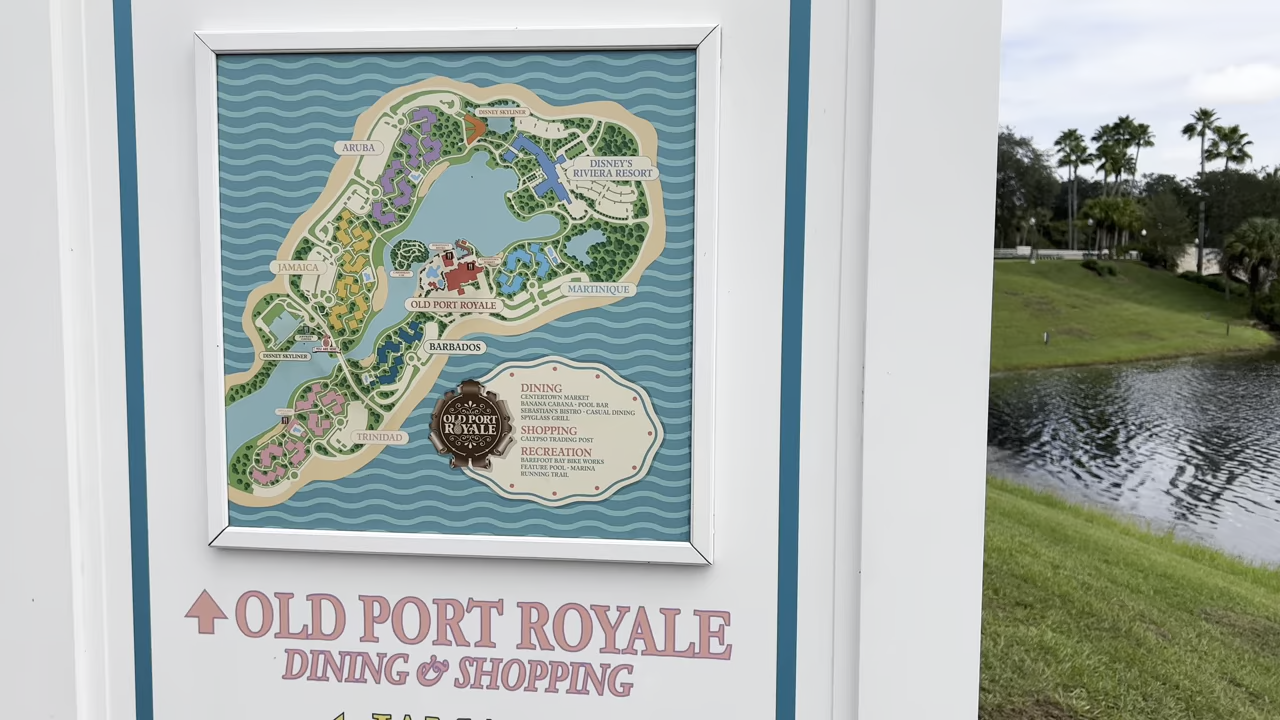 DISNEY SKYLINER
ARUBA
DISNEY'S
RIVIERA RESORT
JAMAICA
MARTINIQUE
OLD PORT ROYALE
DISNEY SKYLINER
BARBADOS
TRINIDAD
OLD PORT
ROYALE
DINING
CENTERTOWN MARKET
BANANA CABANA · POOL BAR
SEBASTIAN'S BISTRO · CASUAL DINING
SPYGLASS GRILL
SHOPPING
CALYPSO TRADING POST
RECREATION
BAREFOOT BAY BIKE WORKS
FEATURE POOL · MARINA
RUNNING TRAIL
OLD PORT ROYALE
DINING & SHOPPING